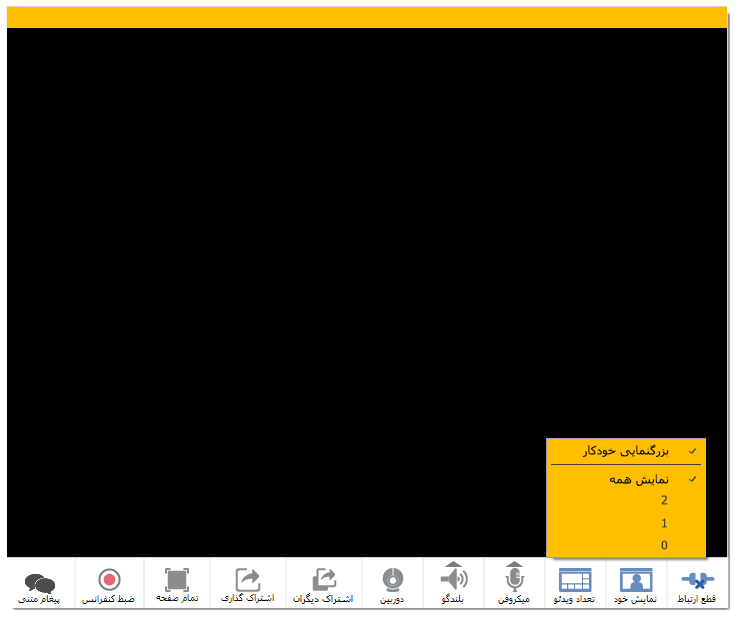 بزرگنمایی خودکار
نمایش همه
2
1
0
قطع ارتباط
نمایش خود
تعداد ویدئو
میکروفن
بلندگو
دوربین
اشتراک دیگران
اشتراک گذاری
تمام صفحه
ضبط کنفرانس
پیغام متنی